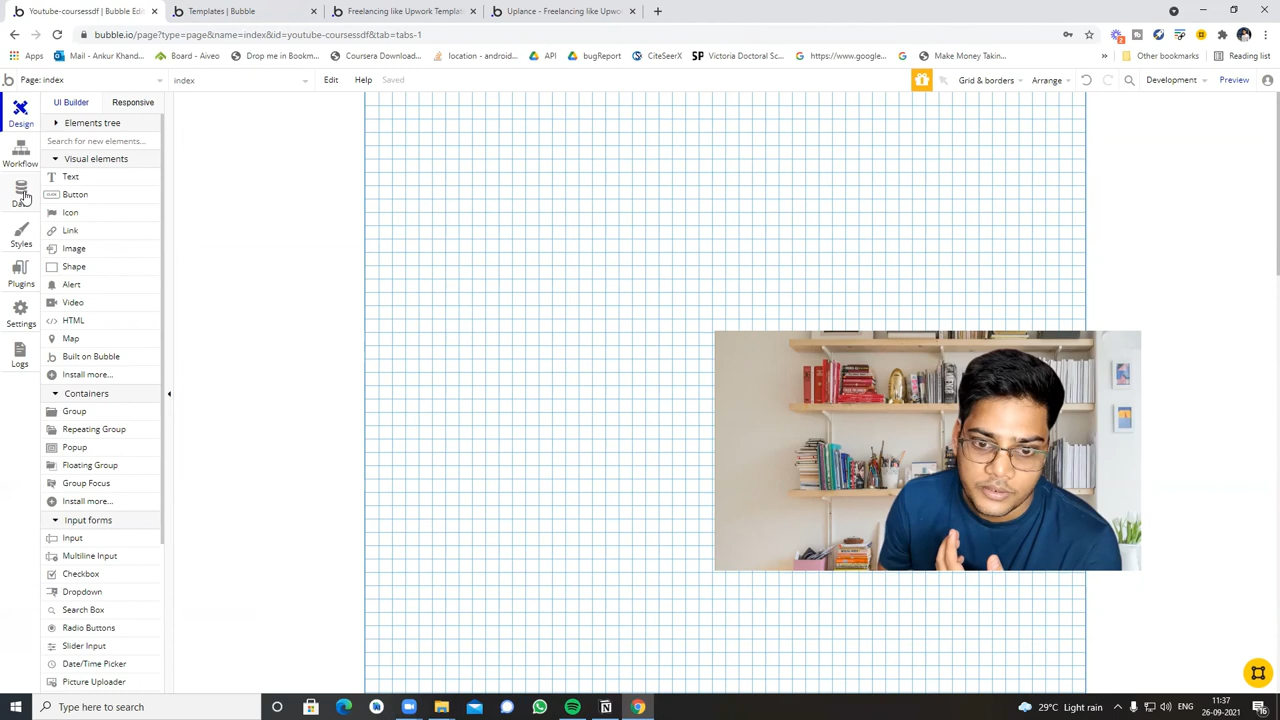 Youtube-coursessdf | Bubble Edit
Templates | Bubble
Freelancing like Upwork Templat
Uplance - Freelancing like Upwo
bubble.io/page?type=page&name=index&id=youtube-coursessdf&tab=tabs-1
Apps
Mail - Ankur Khand...
Board - Aiveo
Drop me in Bookm...
Coursera Download...
location - android...
API
bugReport
CiteSeerX
SP Victoria Doctoral Sc...
https://www.google...
Make Money Takin...
Other bookmarks
Reading list
Page: index
index
Edit
Help
Saved
Grid & borders
Arrange
Development
Preview
Design
Workflow
Styles
Plugins
Settings
Logs
UI Builder
Responsive
Elements tree
Search for new elements...
Visual elements
Text
Button
Icon
Link
Image
Shape
Alert
Video
HTML
Map
Built on Bubble
Install more...
Containers
Group
Repeating Group
Popup
Floating Group
Group Focus
Install more...
Input forms
Input
Multiline Input
Checkbox
Dropdown
Search Box
Radio Buttons
Slider Input
Date/Time Picker
Picture Uploader
Type here to search
29°C Light rain
ENG
11:37
26-09-2021